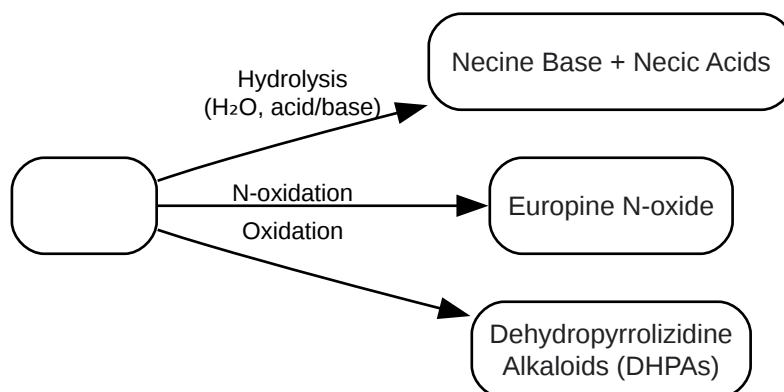 Necine Base + Necic Acids
Hydrolysis
(H₂O, acid/base)
N-oxidation
Europine N-oxide
Oxidation
Dehydropyrrolizidine
Alkaloids (DHPAs)